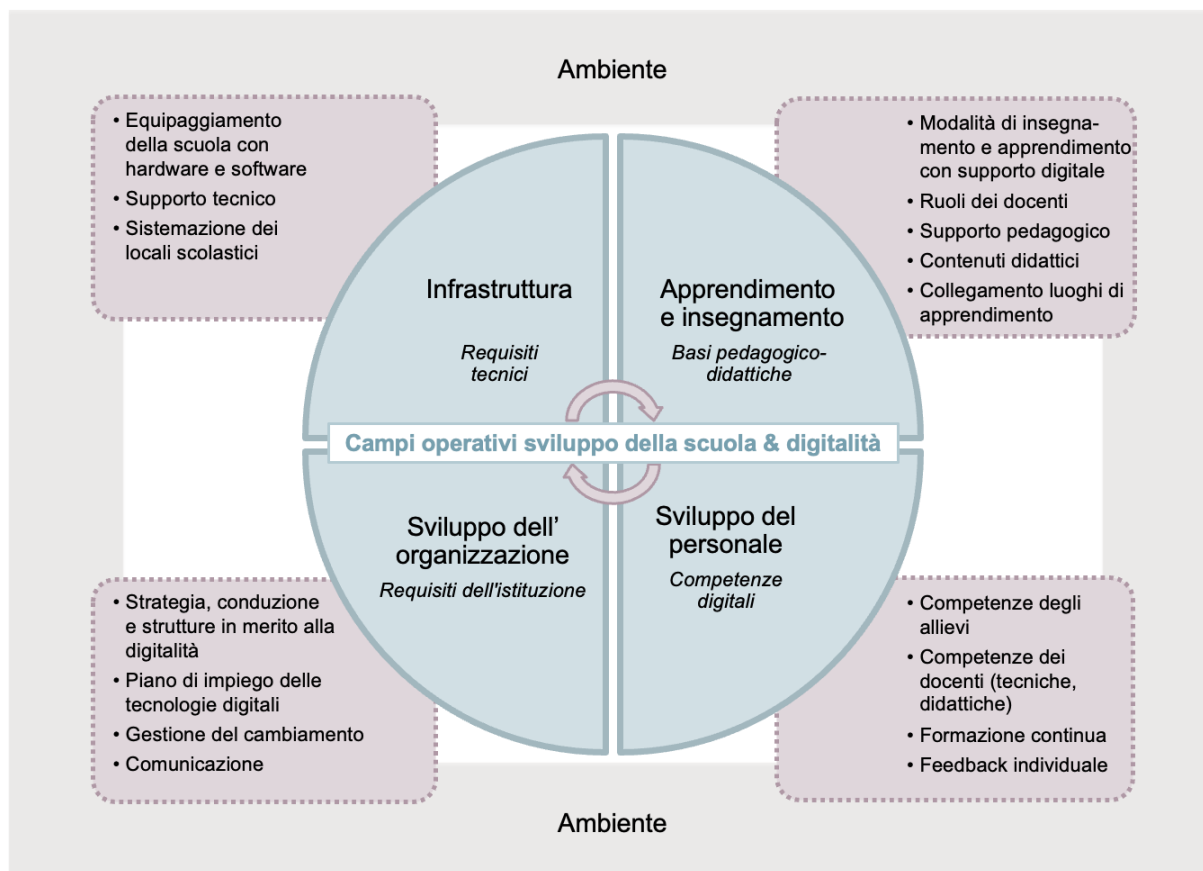 Ambiente
• Equipaggiamento
della scuola con
hardware e software
• Supporto tecnico
• Sistemazione dei
locali scolastici
• Modalità di insegna-
mento e apprendimento
con supporto digitale
• Ruoli dei docenti
• Supporto pedagogico
• Contenuti didattici
• Collegamento luoghi di
apprendimento
Infrastruttura
Requisiti
tecnici
Apprendimento
e insegnamento
Basi pedagogico-
didattiche
Campi operativi sviluppo della scuola & digitalità
Sviluppo dell’
organizzazione
Requisiti dell'istituzione
Sviluppo del
personale
Competenze
digitali
• Strategia, conduzione
e strutture in merito alla
digitalità
• Piano di impiego delle
tecnologie digitali
• Gestione del cambiamento
• Comunicazione
• Competenze degli
allievi
• Competenze dei
docenti (tecniche,
didattiche)
• Formazione continua
• Feedback individuale
Ambiente